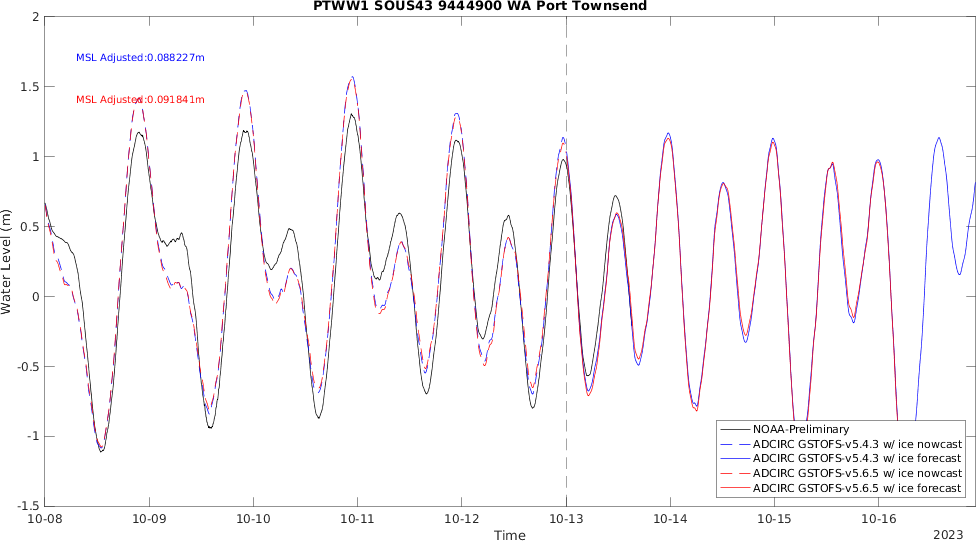 PTWW1 SOUS43 9444900 WA Port Townsend
2
1.5
1
0.5
0
-0.5
-1
-1.5
Water Level (m)
MSL Adjusted:0.088227m
MSL Adjusted:0.091841m
NOAA-Preliminary
ADCIRC GSTOFS-v5.4.3 w/ ice nowcast
ADCIRC GSTOFS-v5.4.3 w/ ice forecast
ADCIRC GSTOFS-v5.6.5 w/ ice nowcast
ADCIRC GSTOFS-v5.6.5 w/ ice forecast
10-08 10-09 10-10 10-11 10-12 10-13 10-14 10-15 10-16
Time
2023